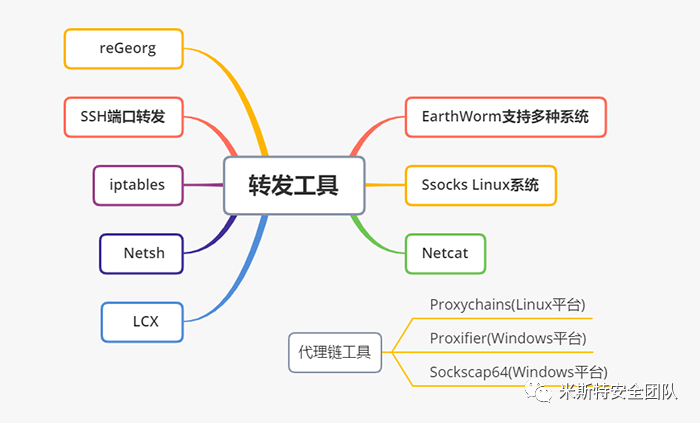 reGeorg
SSH端口转发
iptables
Netsh
LCX
转发工具
EarthWorm支持多种系统
Ssocks Linux系统
Netcat
代理链工具
Proxychains(Linux平台)
Proxifier(Windows平台)
Sockscap64(Windows平台)
米斯特安全团队